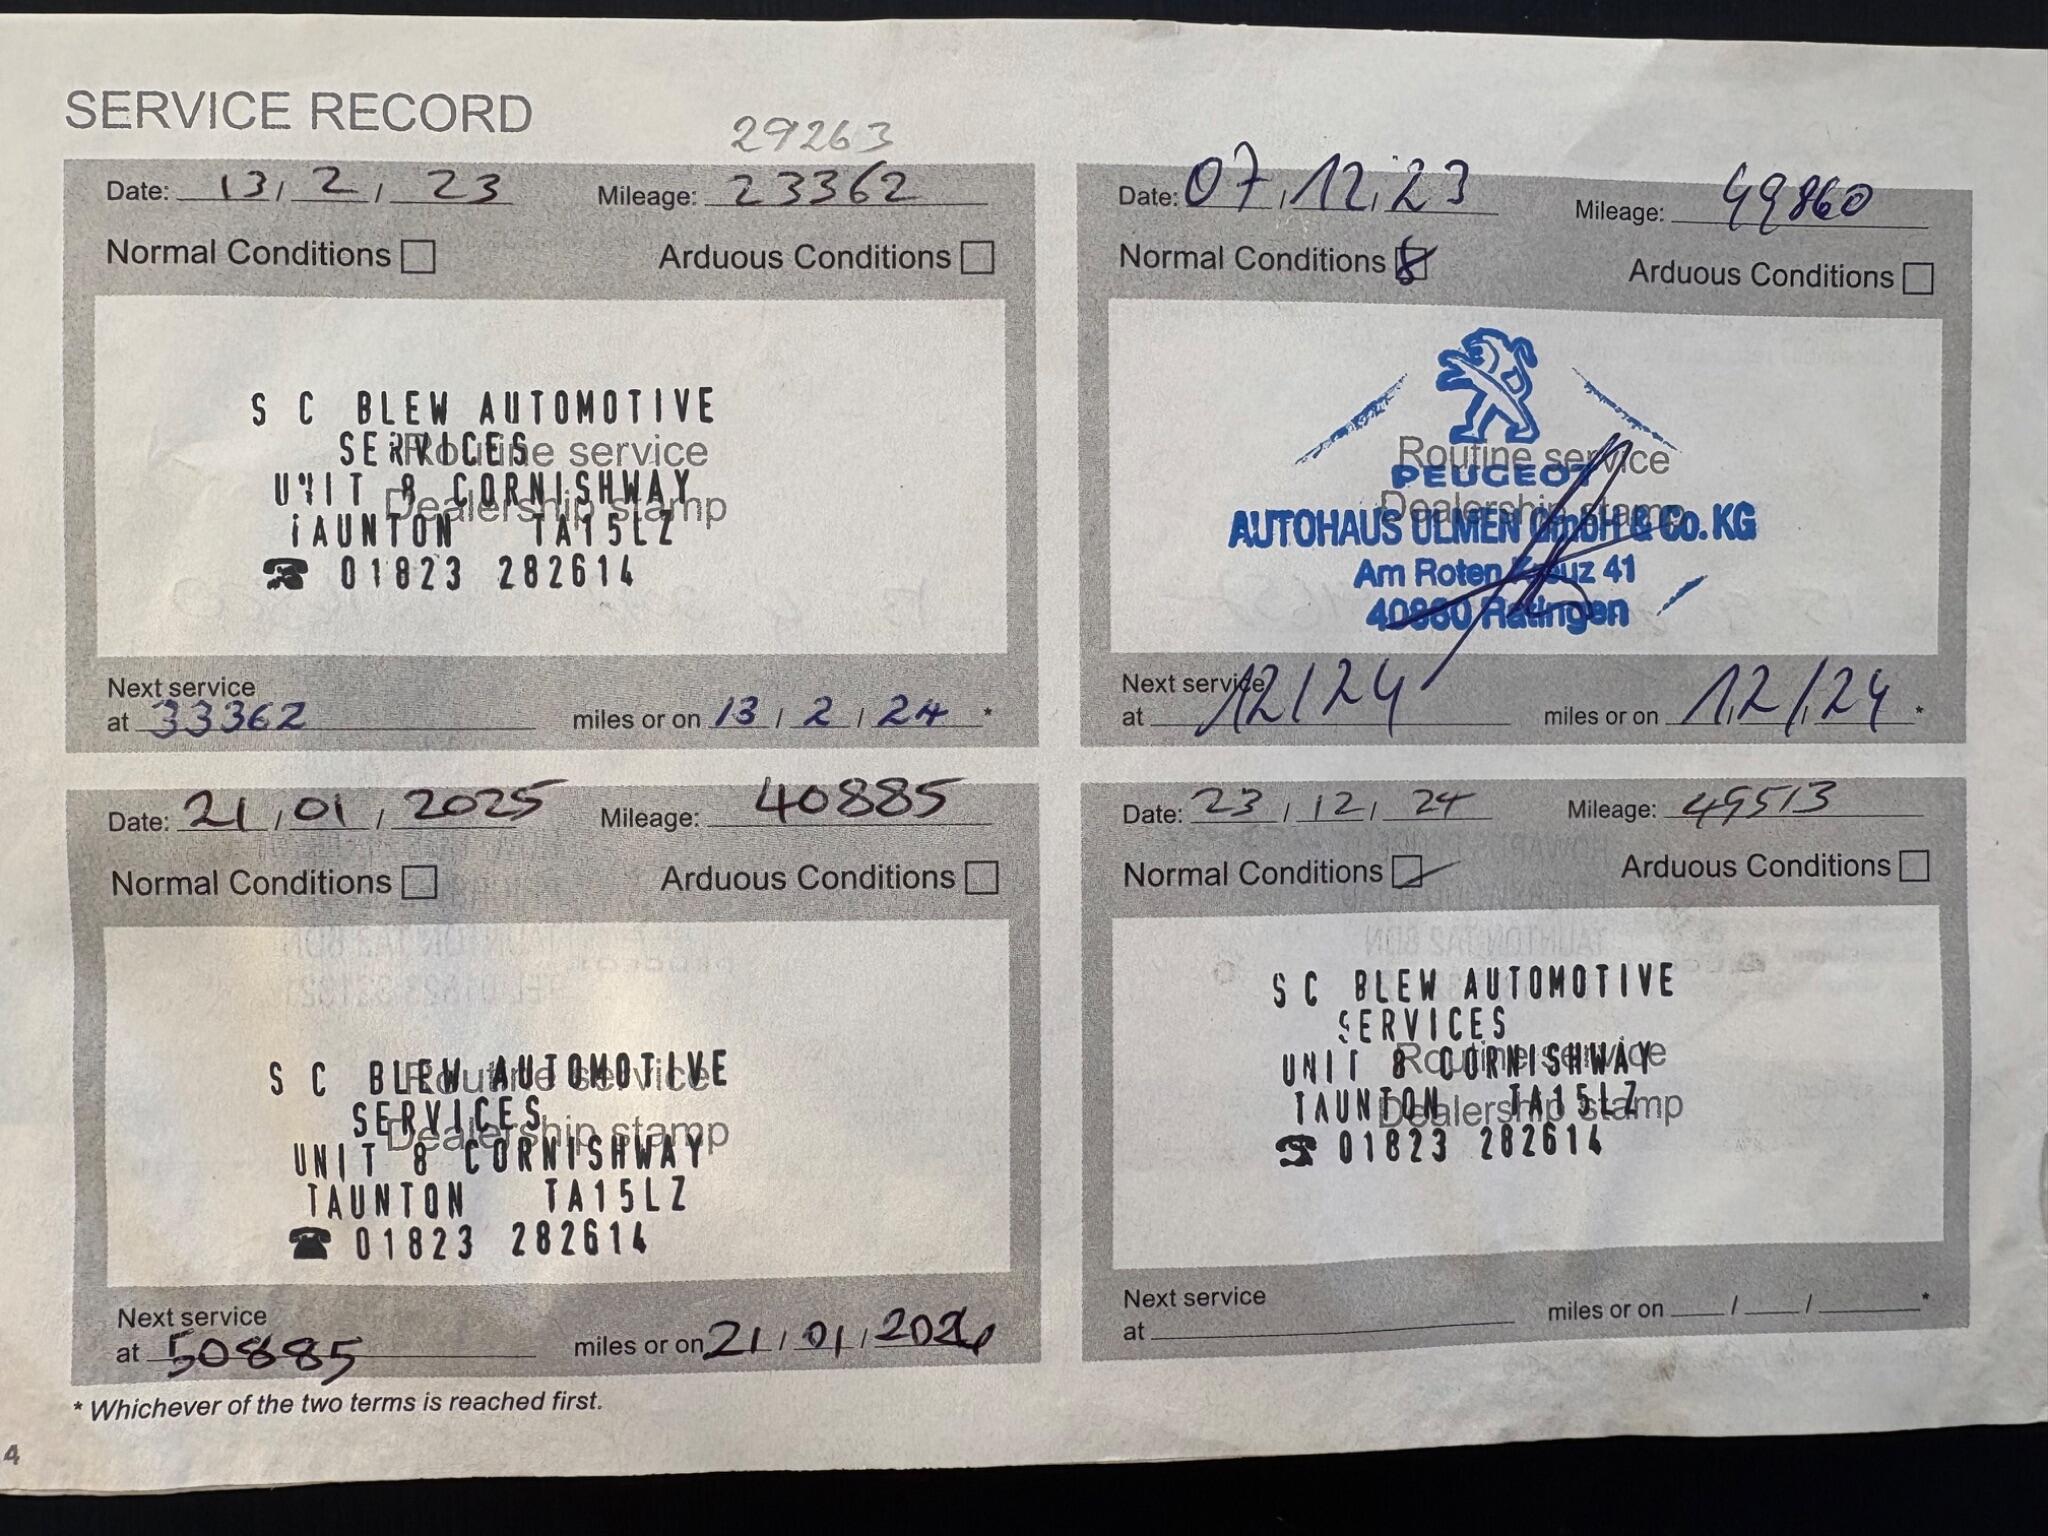 SERVICE RECORD
29263
Date: 13 / 2 / 23 Mileage: 23362
Normal Conditions Arduous Conditions
Routine service
Dealership stamp
S C BLEW AUTOMOTIVE
SERVICES
UNIT 8 CORNISHWAY
TAUNTON TA15LZ
☎ 01823 282614
Next service
at 33362 miles or on 13 / 2 / 24 *
Date: 07 / 12 / 23 Mileage: 49860
Normal Conditions Arduous Conditions
Routine service
Dealership stamp
PEUGEOT
AUTOHAUS ULMEN GmbH & Co. KG
Am Roten Kreuz 41
40880 Ratingen
Next service
at 12/24 miles or on 12/24 *
Date: 21 / 01 / 2025 Mileage: 40885
Normal Conditions Arduous Conditions
Routine service
Dealership stamp
S C BLEW AUTOMOTIVE
SERVICES
UNIT 8 CORNISHWAY
TAUNTON TA15LZ
☎ 01823 282614
Next service
at 50885 miles or on 21 / 01 / 2026
Date: 23 / 12 / 24 Mileage: 49513
Normal Conditions Arduous Conditions
Routine service
Dealership stamp
S C BLEW AUTOMOTIVE
SERVICES
UNIT 8 CORNISHWAY
TAUNTON TA15LZ
☎ 01823 282614
Next service
at miles or on / / *
* Whichever of the two terms is reached first.
4